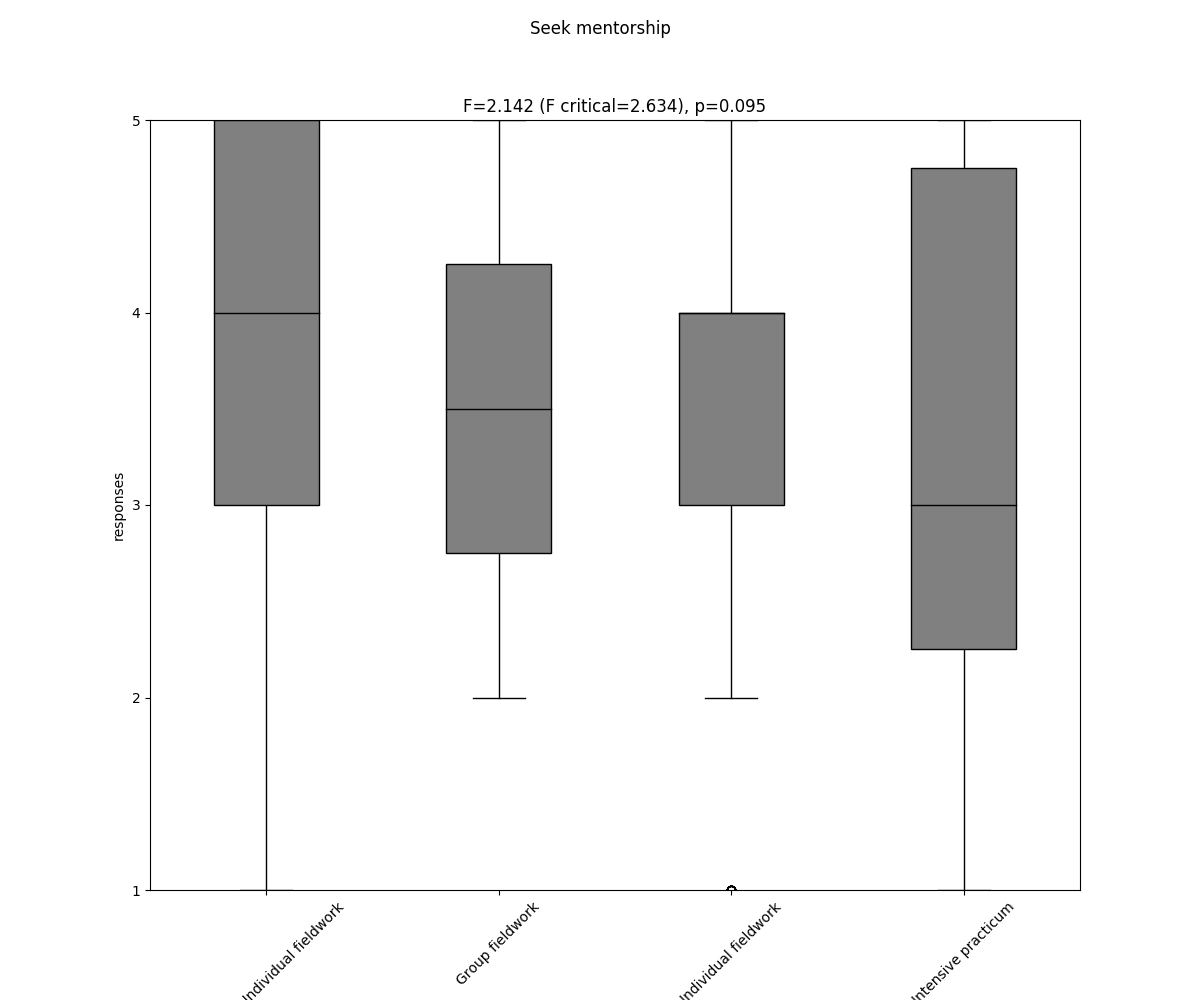 Seek mentorship
F=2.142 (F critical=2.634), p=0.095
5
4
3
2
1
responses
Individual fieldwork
Group fieldwork
Individual fieldwork
Intensive practicum